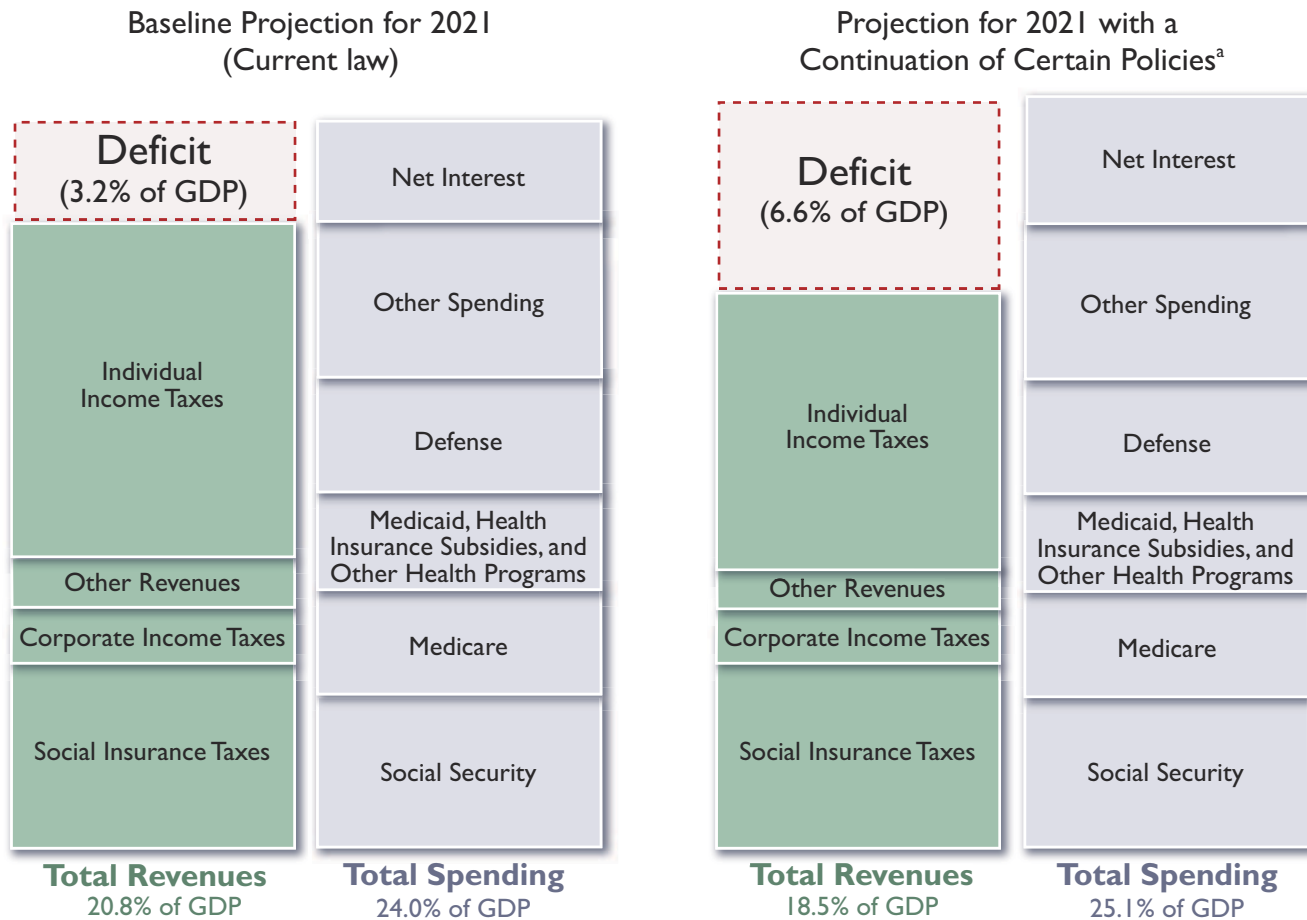 Baseline Projection for 2021
(Current law)
Deficit
(3.2% of GDP)
Individual
Income Taxes
Other Revenues
Corporate Income Taxes
Social Insurance Taxes
Total Revenues
20.8% of GDP
Net Interest
Other Spending
Defense
Medicaid, Health
Insurance Subsidies, and
Other Health Programs
Medicare
Social Security
Total Spending
24.0% of GDP
Projection for 2021 with a
Continuation of Certain Policiesᵃ
Deficit
(6.6% of GDP)
Individual
Income Taxes
Other Revenues
Corporate Income Taxes
Social Insurance Taxes
Total Revenues
18.5% of GDP
Net Interest
Other Spending
Defense
Medicaid, Health
Insurance Subsidies, and
Other Health Programs
Medicare
Social Security
Total Spending
25.1% of GDP